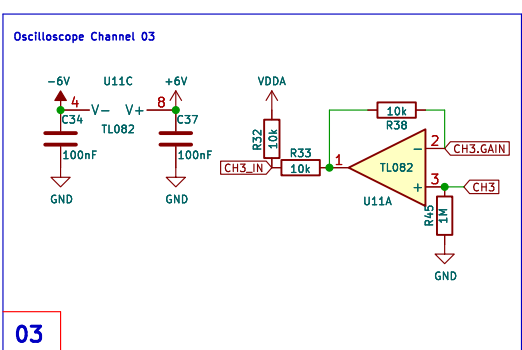 Oscilloscope Channel 03
-6V
U11C
+6V
VDDA
4
V-
V+
8
C34
TL082
C37
100nF
100nF
GND
GND
R32
10k
R33
10k
CH3_IN
1
10k
R38
2
CH3.GAIN
-
TL082
+
3
CH3
U11A
R45
1M
GND
03